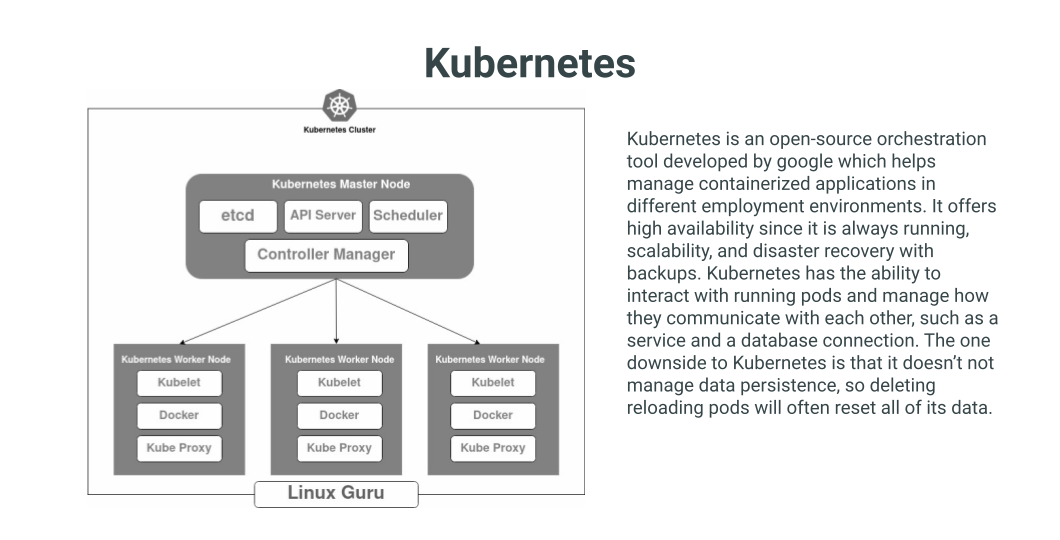 Kubernetes
Kubernetes Cluster
Kubernetes Master Node
etcd
API Server
Scheduler
Controller Manager
Kubernetes Worker Node
Kubelet
Docker
Kube Proxy
Kubernetes Worker Node
Kubelet
Docker
Kube Proxy
Kubernetes Worker Node
Kubelet
Docker
Kube Proxy
Linux Guru
Kubernetes is an open-source orchestration
tool developed by google which helps
manage containerized applications in
different employment environments. It offers
high availability since it is always running,
scalability, and disaster recovery with
backups. Kubernetes has the ability to
interact with running pods and manage how
they communicate with each other, such as a
service and a database connection. The one
downside to Kubernetes is that it doesn’t not
manage data persistence, so deleting
reloading pods will often reset all of its data.